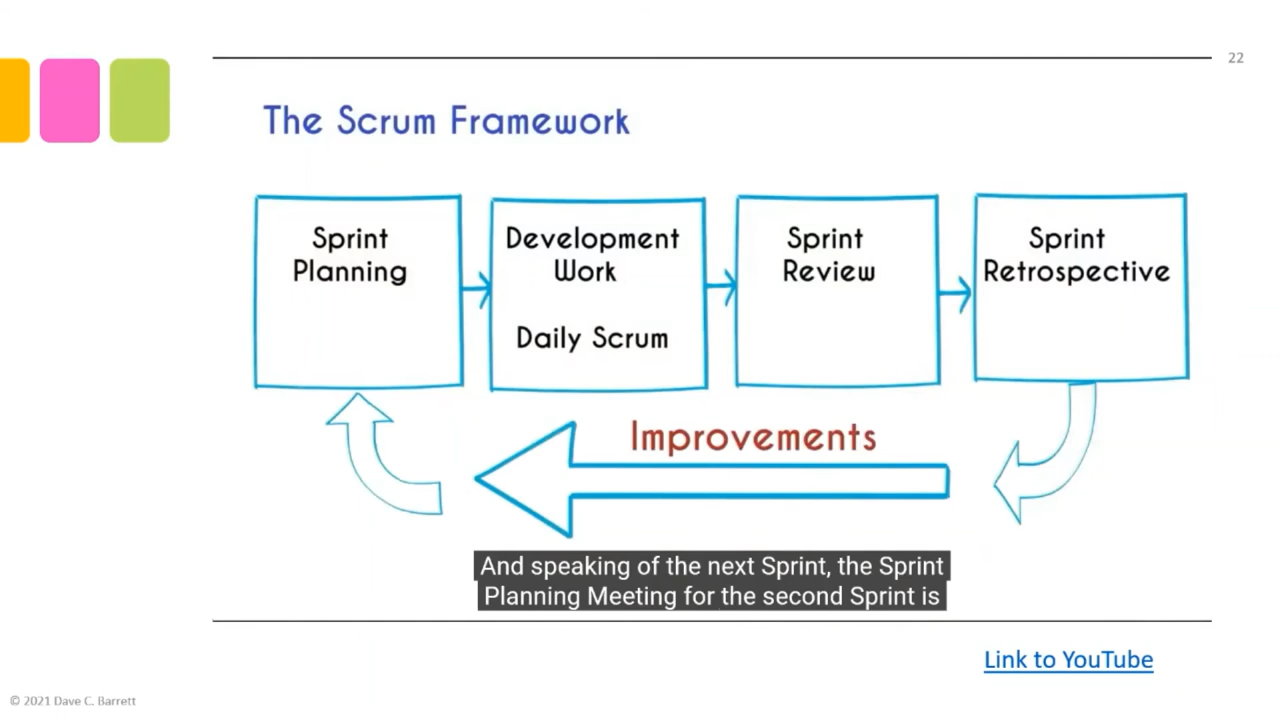 22
The Scrum Framework
Sprint
Planning
Development
Work
Daily Scrum
Sprint
Review
Sprint
Retrospective
Improvements
And speaking of the next Sprint, the Sprint
Planning Meeting for the second Sprint is
Link to YouTube
© 2021 Dave C. Barrett